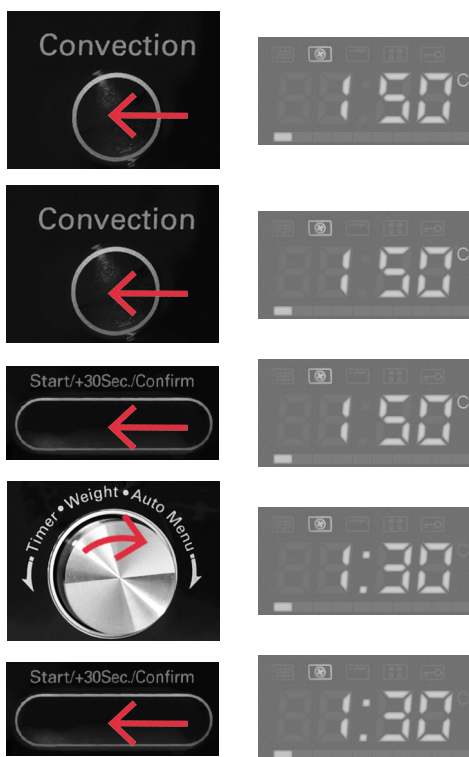 Convection
150
°C
Convection
150
°C
Start/+30Sec./Confirm
150
°C
Timer•Weight•Auto Menu
1:30
Start/+30Sec./Confirm
1:30